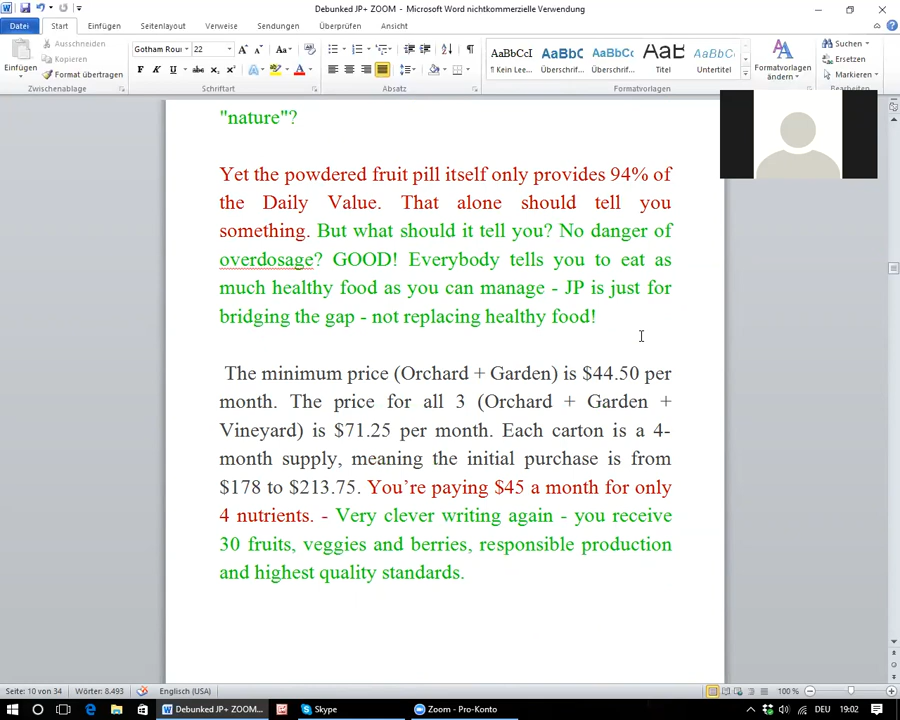 Debunked JP+ ZOOM - Microsoft Word nichtkommerzielle Verwendung
Datei Start Einfügen Seitenlayout Verweise Sendungen Überprüfen Ansicht
Einfügen
Ausschneiden
Kopieren
Format übertragen
Zwischenablage
Gotham Roun 22
F K U abc x₂ x²
Schriftart
Absatz
AaBbCcI AaBbC AaBbCc AaB AaBbCc
¶ Kein Lee... Überschrif... Überschrif... Titel Untertitel
Formatvorlagen
Formatvorlagen
ändern
Suchen
Ersetzen
Markieren
Bearbeiten
"nature"?
Yet the powdered fruit pill itself only provides 94% of
the Daily Value. That alone should tell you
something. But what should it tell you? No danger of
overdosage? GOOD! Everybody tells you to eat as
much healthy food as you can manage - JP is just for
bridging the gap - not replacing healthy food!
The minimum price (Orchard + Garden) is $44.50 per
month. The price for all 3 (Orchard + Garden +
Vineyard) is $71.25 per month. Each carton is a 4-
month supply, meaning the initial purchase is from
$178 to $213.75. You’re paying $45 a month for only
4 nutrients. - Very clever writing again - you receive
30 fruits, veggies and berries, responsible production
and highest quality standards.
Seite: 10 von 34 Wörter: 8.493 Englisch (USA) 100 %
Debunked JP+ ZOOM... Skype Zoom - Pro-Konto DEU 19:02